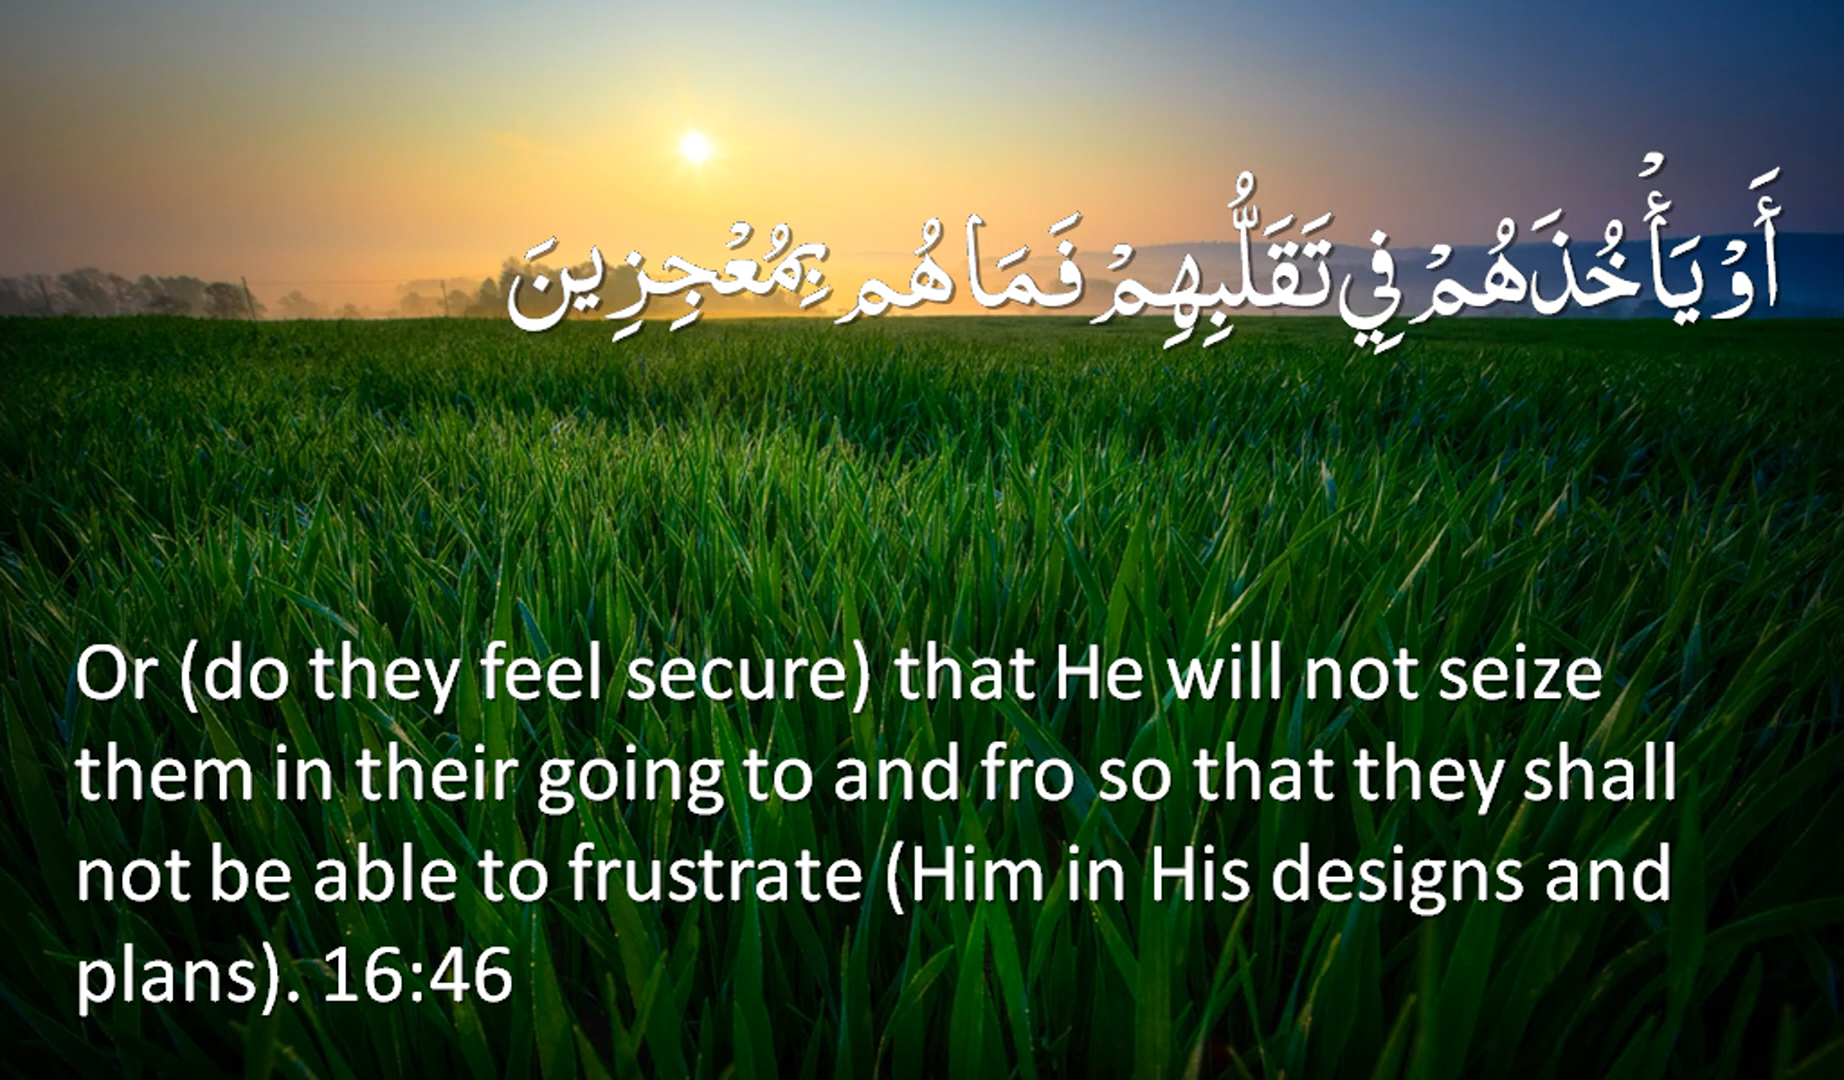 أَوْ يَأْخُذَهُمْ فِي تَقَلُّبِهِمْ فَمَا هُم بِمُعْجِزِينَ
Or (do they feel secure) that He will not seize
them in their going to and fro so that they shall
not be able to frustrate (Him in His designs and
plans). 16:46